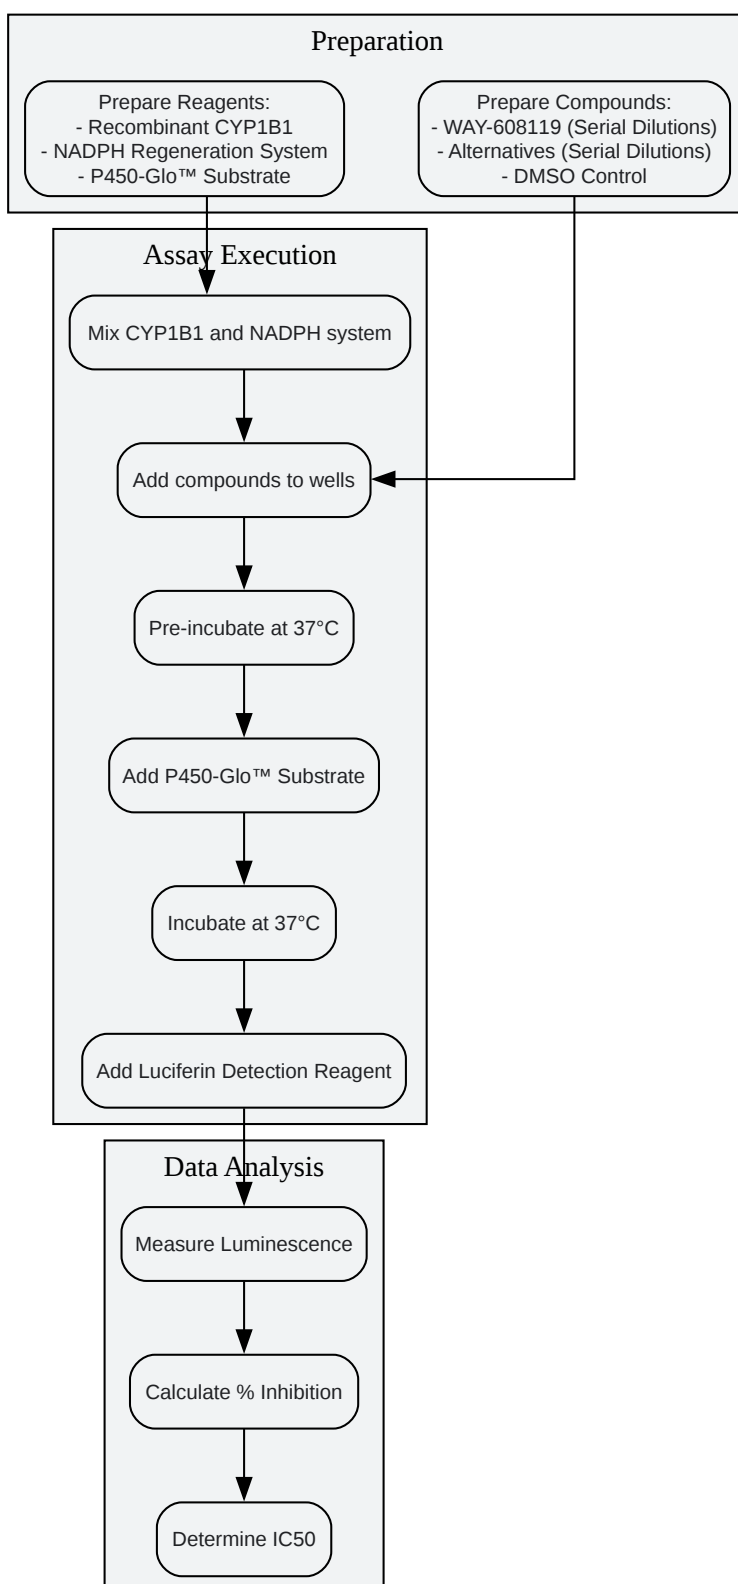 Preparation
Prepare Reagents:
- Recombinant CYP1B1
- NADPH Regeneration System
- P450-Glo™ Substrate
Prepare Compounds:
- WAY-608119 (Serial Dilutions)
- Alternatives (Serial Dilutions)
- DMSO Control
Assay Execution
Mix CYP1B1 and NADPH system
Add compounds to wells
Pre-incubate at 37°C
Add P450-Glo™ Substrate
Incubate at 37°C
Add Luciferin Detection Reagent
Data Analysis
Measure Luminescence
Calculate % Inhibition
Determine IC50